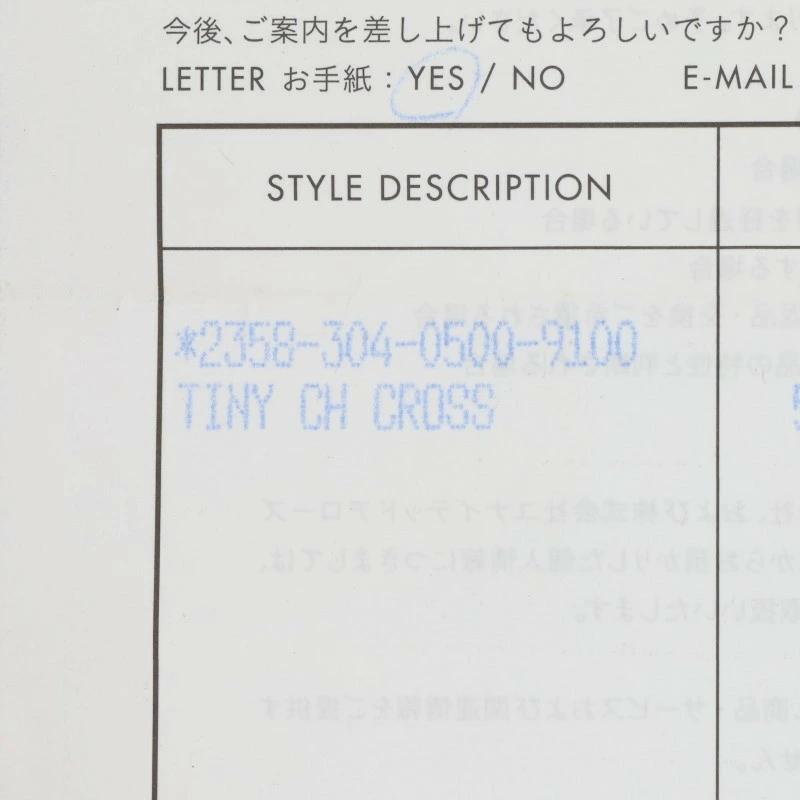 今後、ご案内を差し上げてもよろしいですか？
LETTER お手紙：YES / NO E-MAIL
STYLE DESCRIPTION
*2358-304-0500-9100
TINY CH CROSS